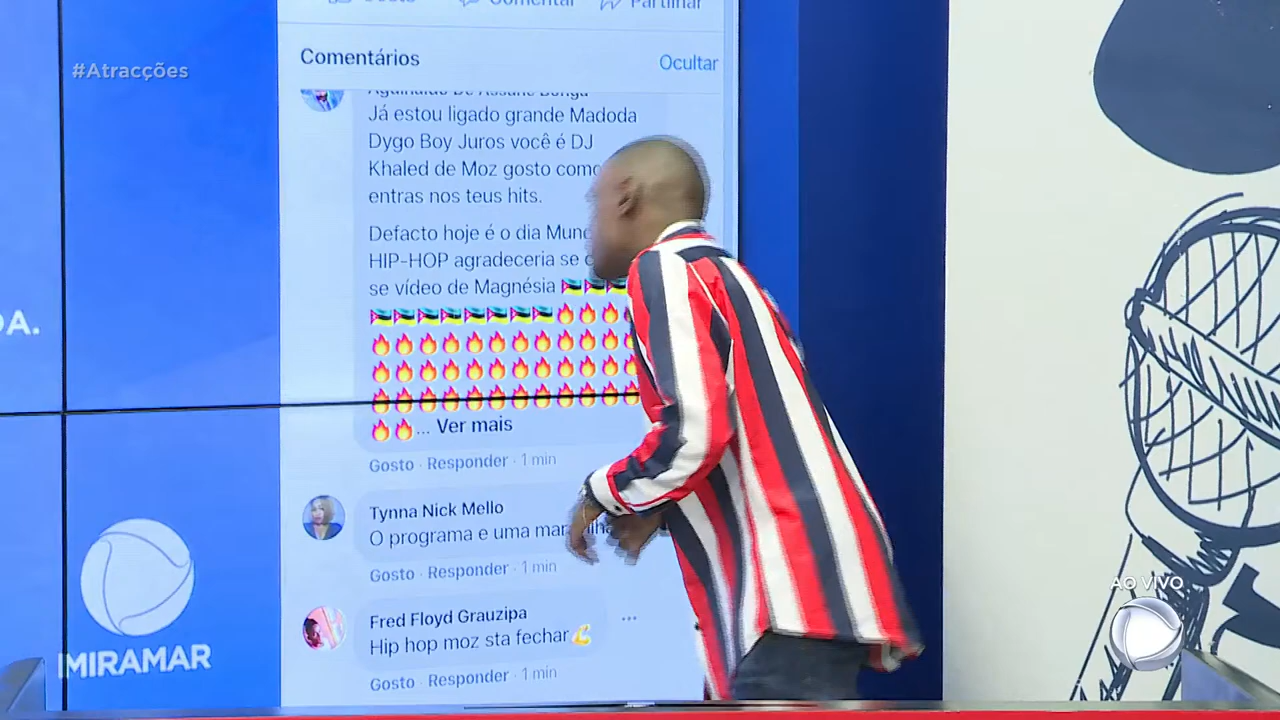 Comentar
Partilhar
#Atracções
Comentários
Ocultar
Já estou ligado grande Madoda
Dygo Boy Juros você é DJ
Khaled de Moz gosto como
entras nos teus hits.
Defacto hoje é o dia
HIP-HOP agradeceria se
se vídeo de Magnésia
... Ver mais
Gosto · Responder · 1 min
Tynna Nick Mello
O programa e uma
Gosto · Responder · 1 min
Fred Floyd Grauzipa
Hip hop moz sta fechar
Gosto · Responder · 1 min
MIRAMAR
AO VIVO